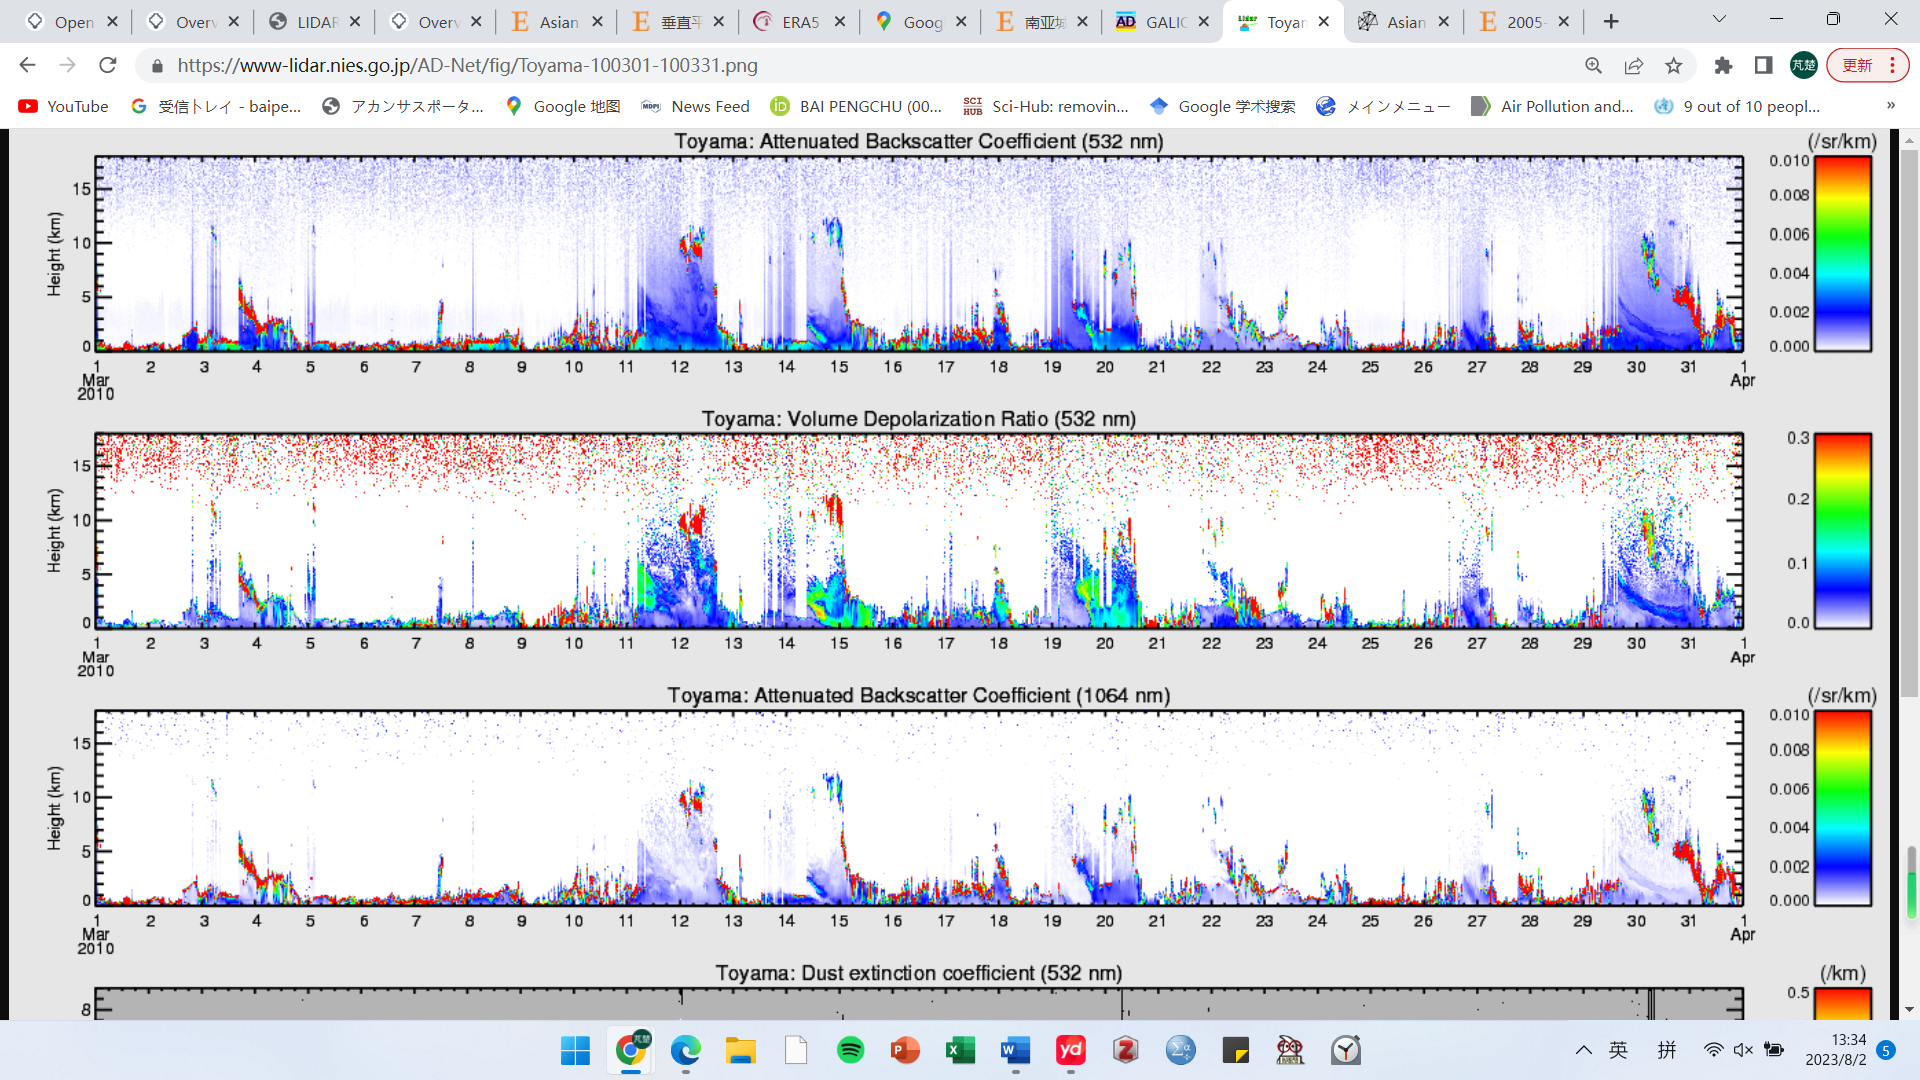 Open
Overv
LIDAR
Overv
Asian
垂直平
ERA5
Goog
南亚城
GALIC
Toyam
Asian
2005-
https://www-lidar.nies.go.jp/AD-Net/fig/Toyama-100301-100331.png
芃楚
更新
YouTube
受信トレイ - baipe...
アカンサスポータ...
Google 地图
News Feed
BAI PENGCHU (00...
Sci-Hub: removin...
Google 学术搜索
メインメニュー
Air Pollution and...
9 out of 10 peopl...
»
Toyama: Attenuated Backscatter Coefficient (532 nm)
(/sr/km)
Height (km)
15
10
5
0
0.010
0.008
0.006
0.004
0.002
0.000
1 2 3 4 5 6 7 8 9 10 11 12 13 14 15 16 17 18 19 20 21 22 23 24 25 26 27 28 29 30 31 1
Mar Apr
2010
Toyama: Volume Depolarization Ratio (532 nm)
Height (km)
15
10
5
0
0.3
0.2
0.1
0.0
1 2 3 4 5 6 7 8 9 10 11 12 13 14 15 16 17 18 19 20 21 22 23 24 25 26 27 28 29 30 31 1
Mar Apr
2010
Toyama: Attenuated Backscatter Coefficient (1064 nm)
(/sr/km)
Height (km)
15
10
5
0
0.010
0.008
0.006
0.004
0.002
0.000
1 2 3 4 5 6 7 8 9 10 11 12 13 14 15 16 17 18 19 20 21 22 23 24 25 26 27 28 29 30 31 1
Mar Apr
2010
Toyama: Dust extinction coefficient (532 nm)
(/km)
8
0.5
英
拼
13:34
2023/8/2
5